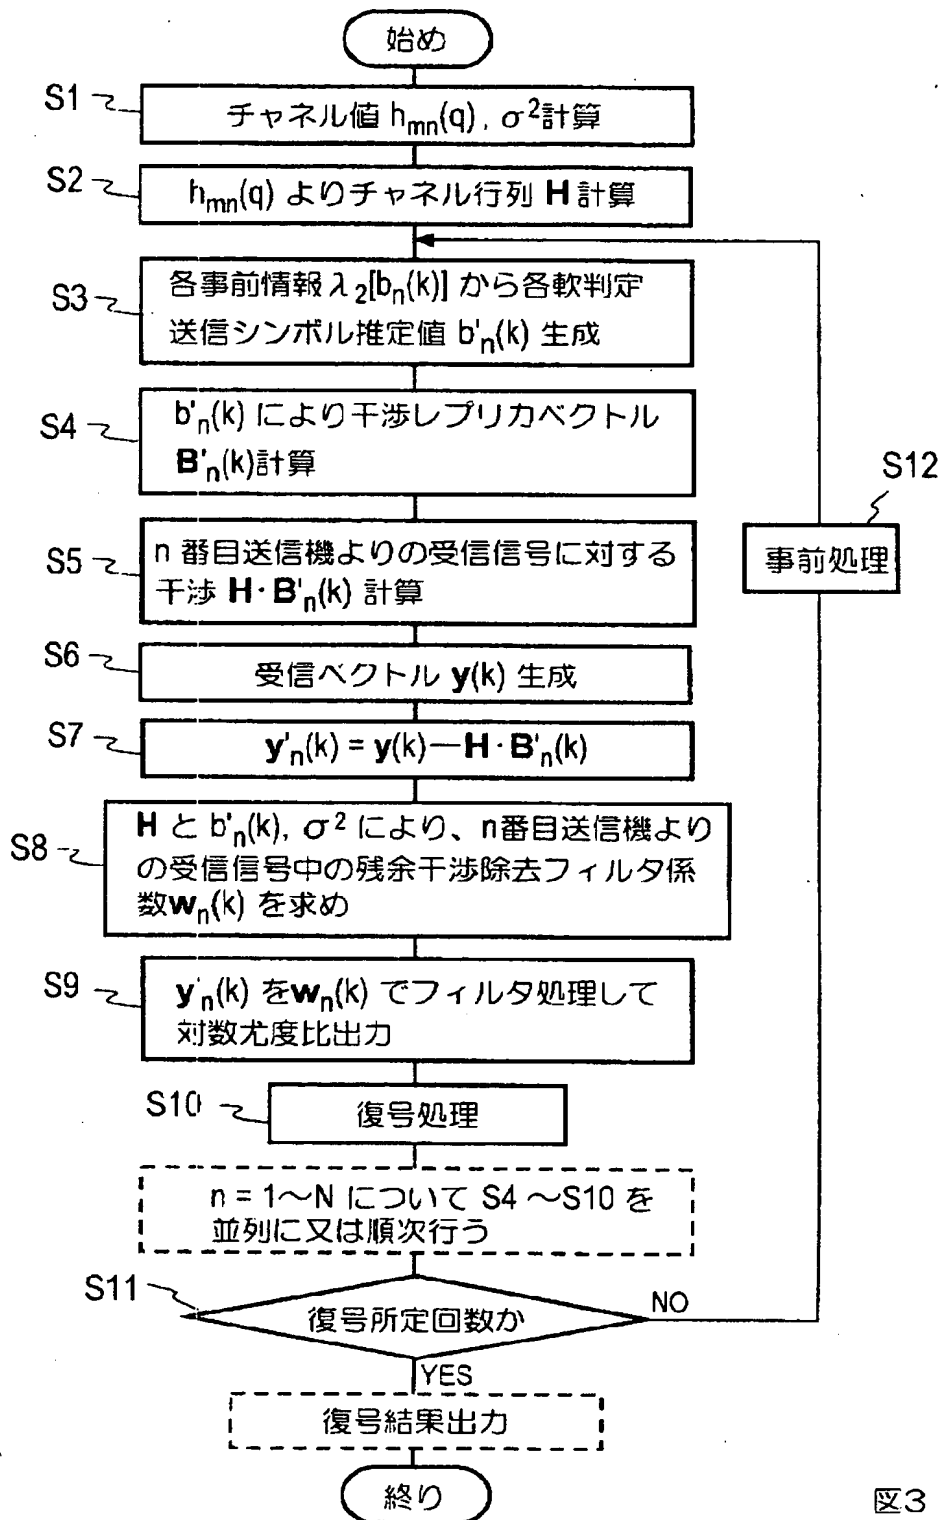 始め
S1
チャネル値 hmn(q), σ²計算
S2
hmn(q) よりチャネル行列 H 計算
S3
各事前情報 λ2[bn(k)] から各軟判定
送信シンボル推定値 b'n(k) 生成
S4
b'n(k) により干渉レプリカベクトル
B'n(k)計算
S12
事前処理
S5
n 番目送信機よりの受信信号に対する
干渉 H・B'n(k) 計算
S6
受信ベクトル y(k) 生成
S7
y'n(k) = y(k)―H・B'n(k)
S8
H と b'n(k), σ² により、n番目送信機より
の受信信号中の残余干渉除去フィルタ係
数wn(k) を求め
S9
y'n(k) をwn(k) でフィルタ処理して
対数尤度比出力
S10
復号処理
n = 1～N について S4 ～S10 を
並列に又は順次行う
S11
復号所定回数か
NO
YES
復号結果出力
終り
図3